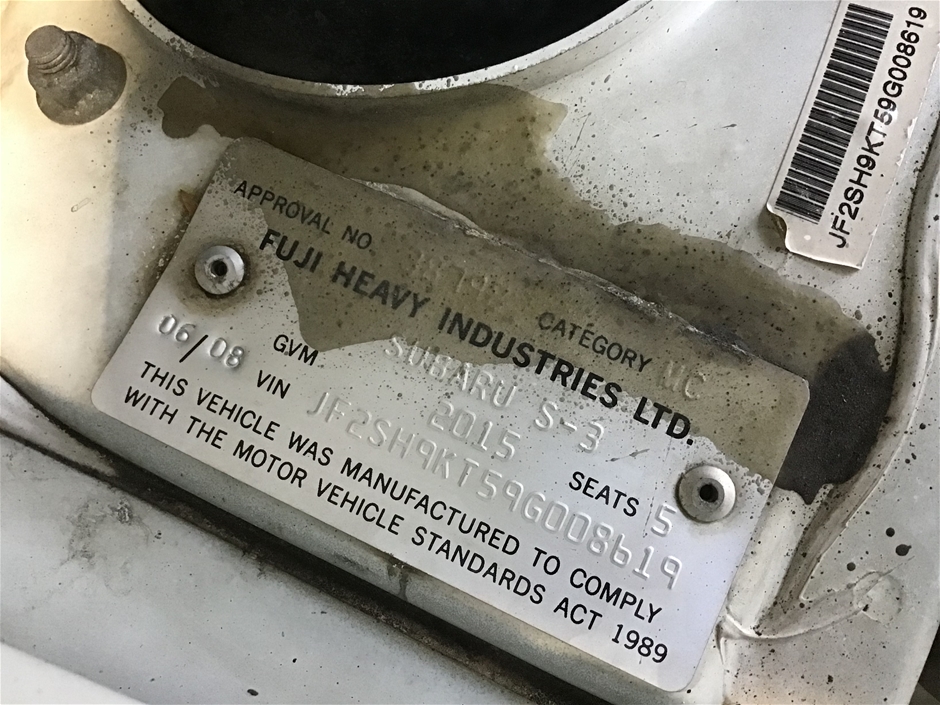 JF2SH9KT59G008619
APPROVAL NO.
CATEGORY MC
FUJI HEAVY INDUSTRIES LTD.
SUBARU S-3
06/08 GVM 2015 SEATS 5
VIN JF2SH9KT59G008619
THIS VEHICLE WAS MANUFACTURED TO COMPLY
WITH THE MOTOR VEHICLE STANDARDS ACT 1989